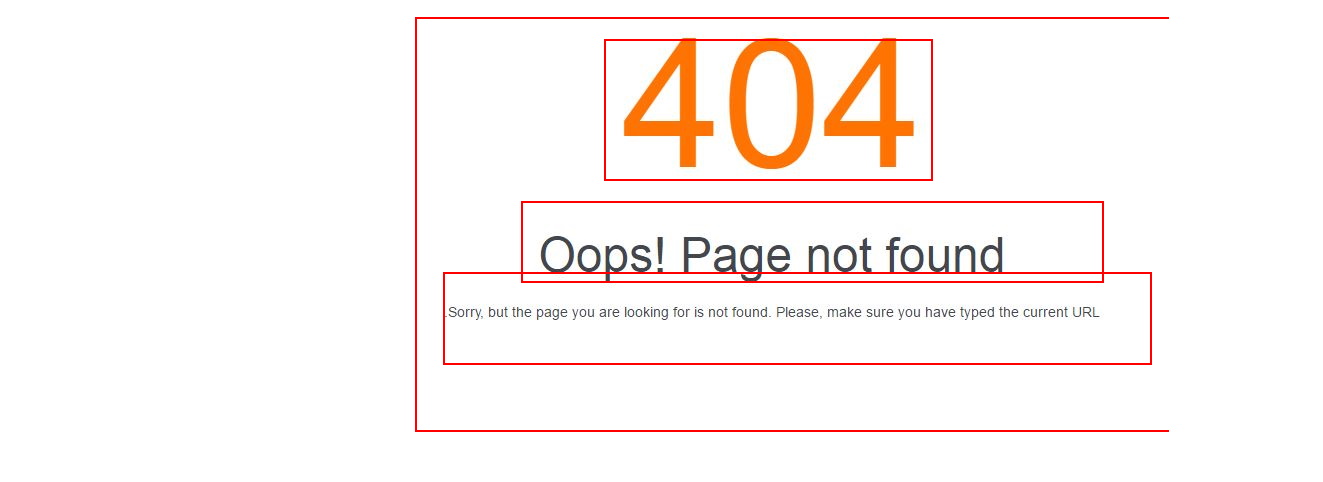 404
Oops! Page not found
.Sorry, but the page you are looking for is not found. Please, make sure you have typed the current URL